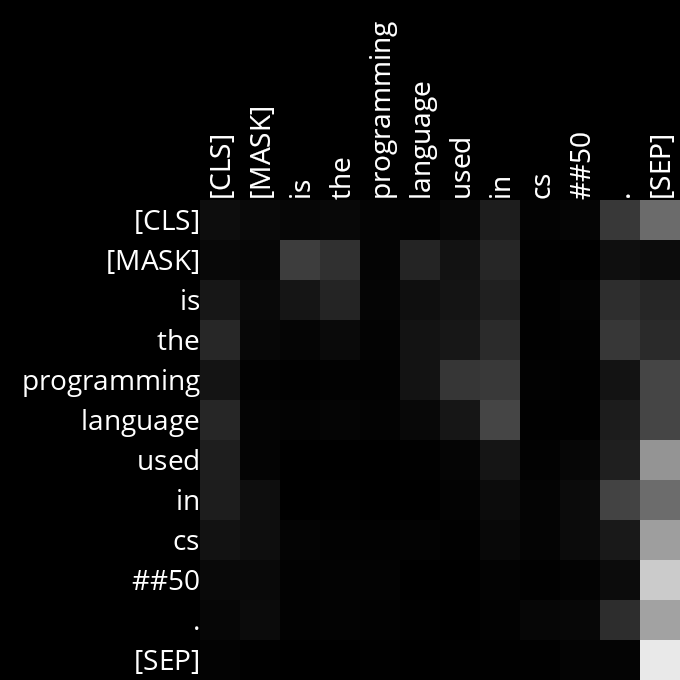 [CLS] [MASK] is the programming language used in cs ##50 . [SEP]
[CLS]
[MASK]
is
the
programming
language
used
in
cs
##50
.
[SEP]